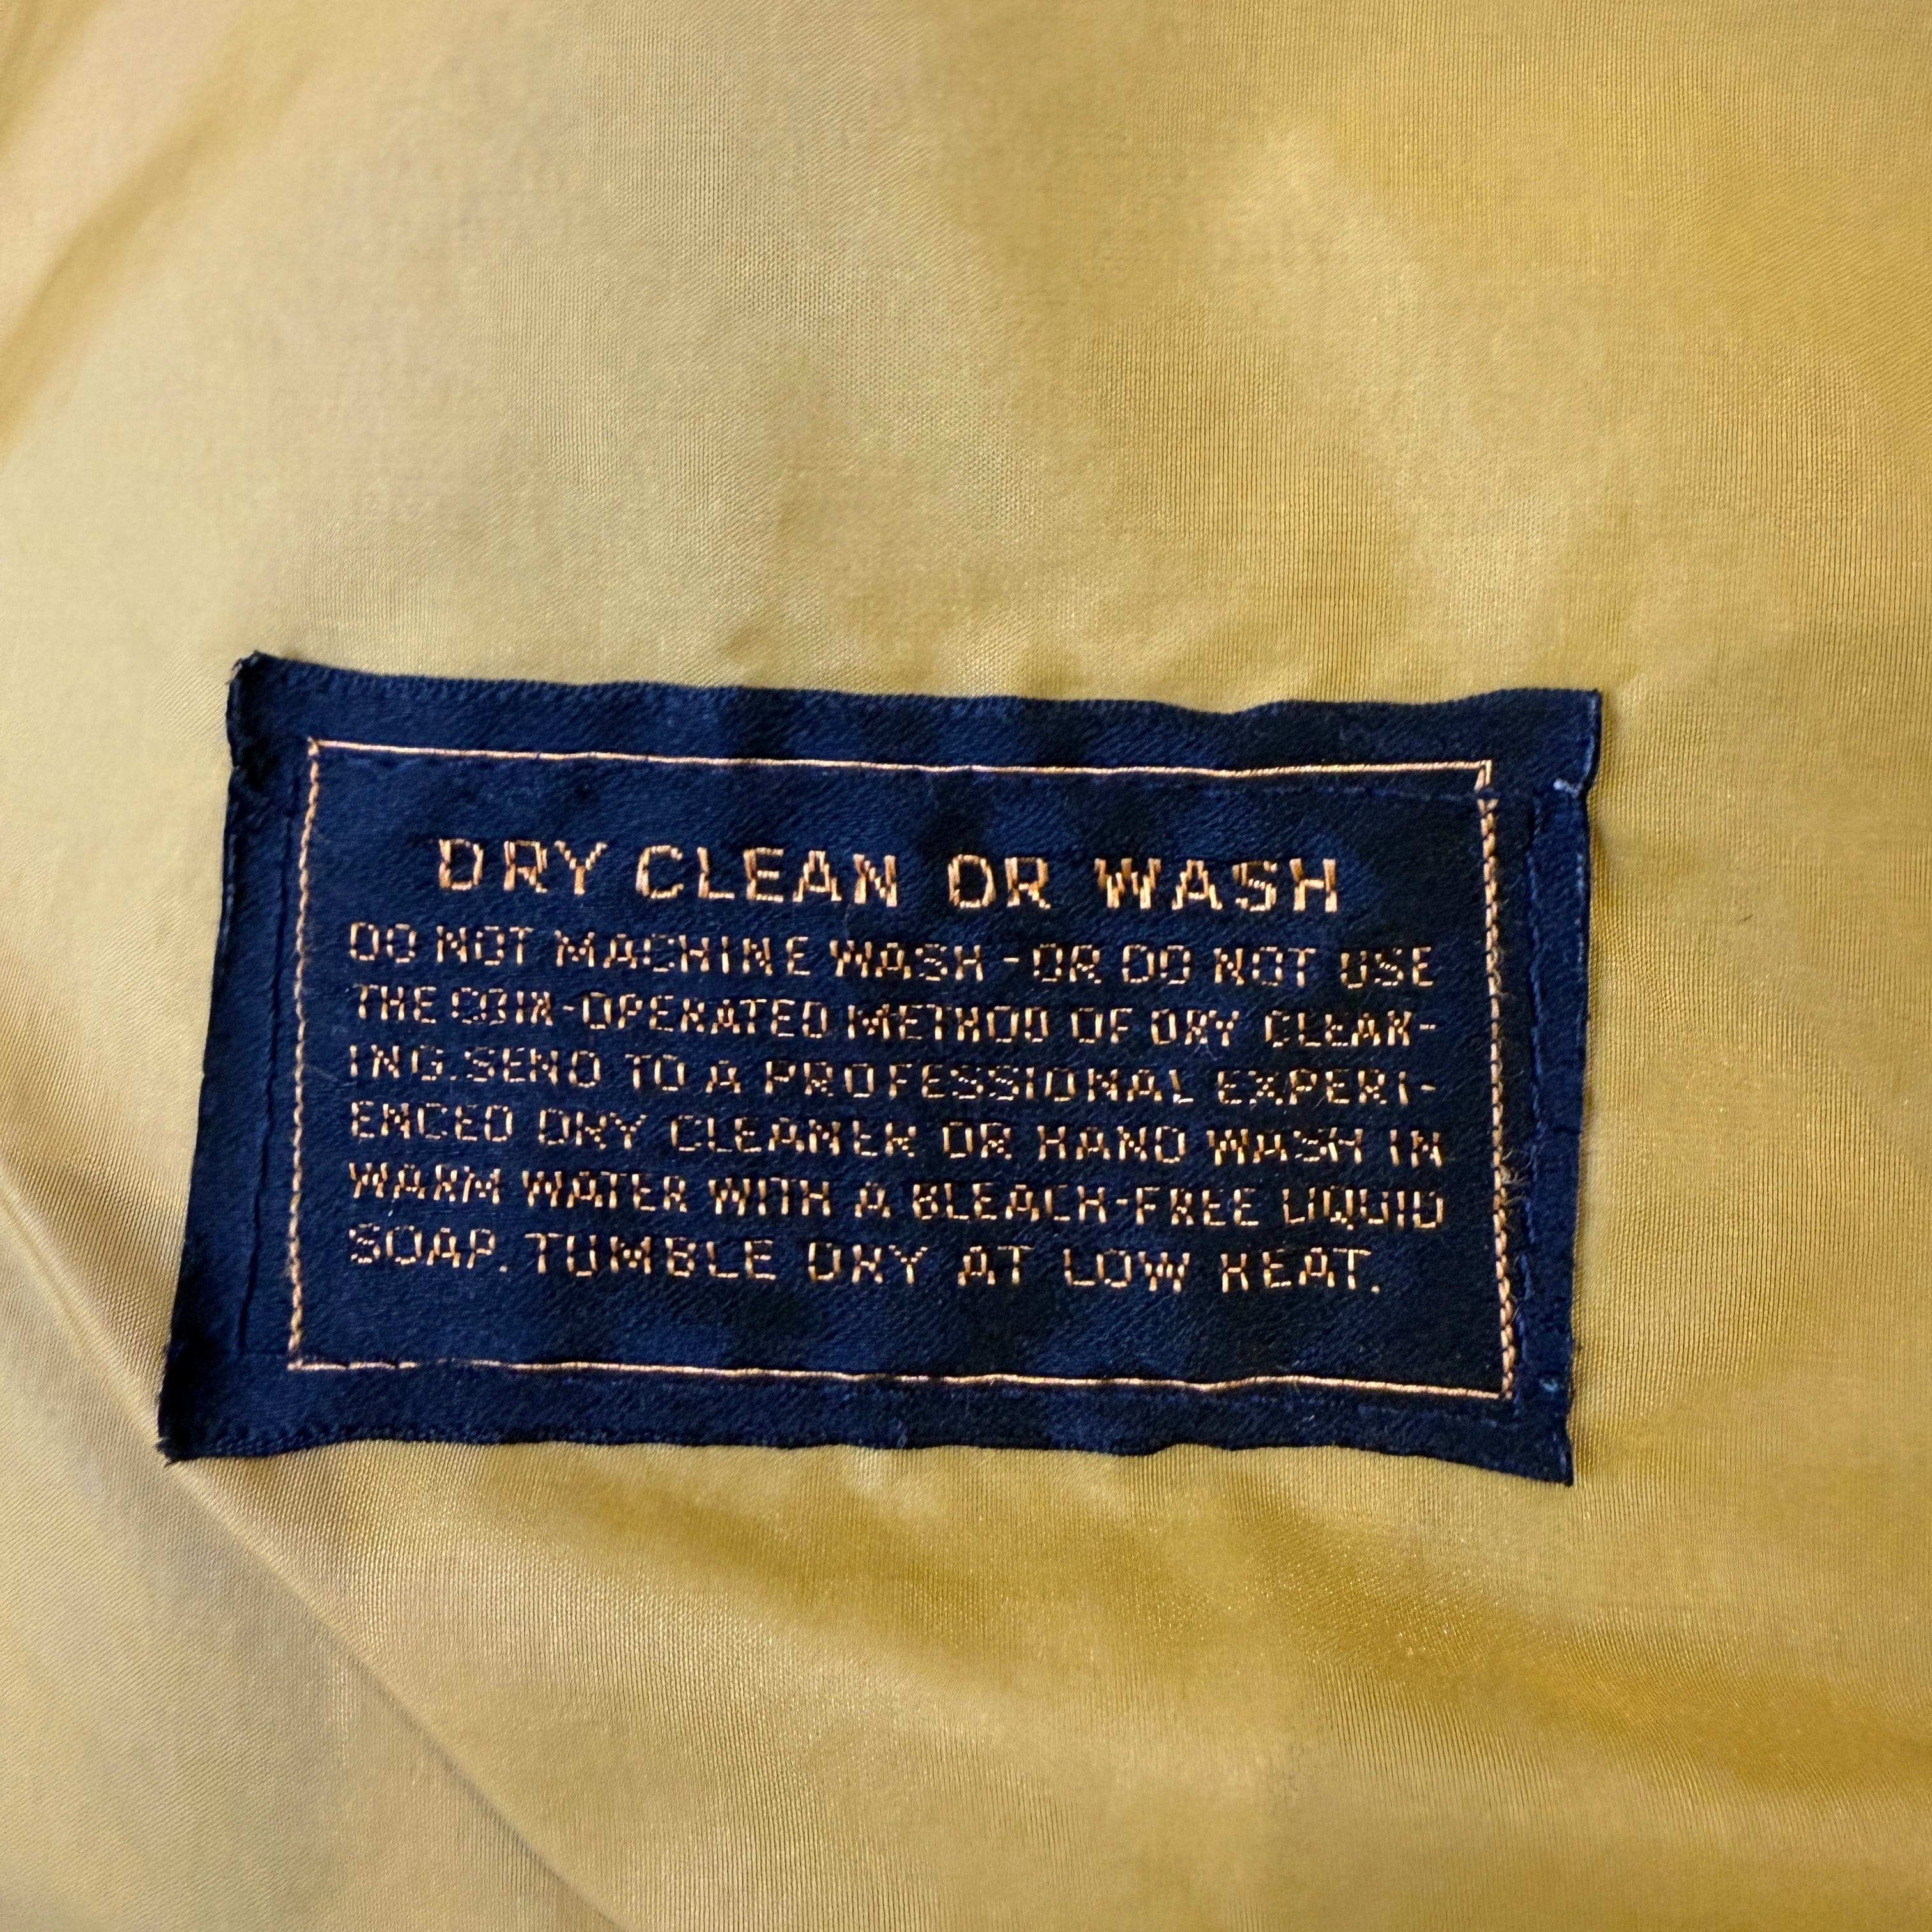 DRY CLEAN OR WASH
DO NOT MACHINE WASH - OR DO NOT USE
THE COIN-OPERATED METHOD OF DRY CLEAN-
ING. SEND TO A PROFESSIONAL EXPERI-
ENCED DRY CLEANER OR HAND WASH IN
WARM WATER WITH A BLEACH-FREE LIQUID
SOAP. TUMBLE DRY AT LOW HEAT.